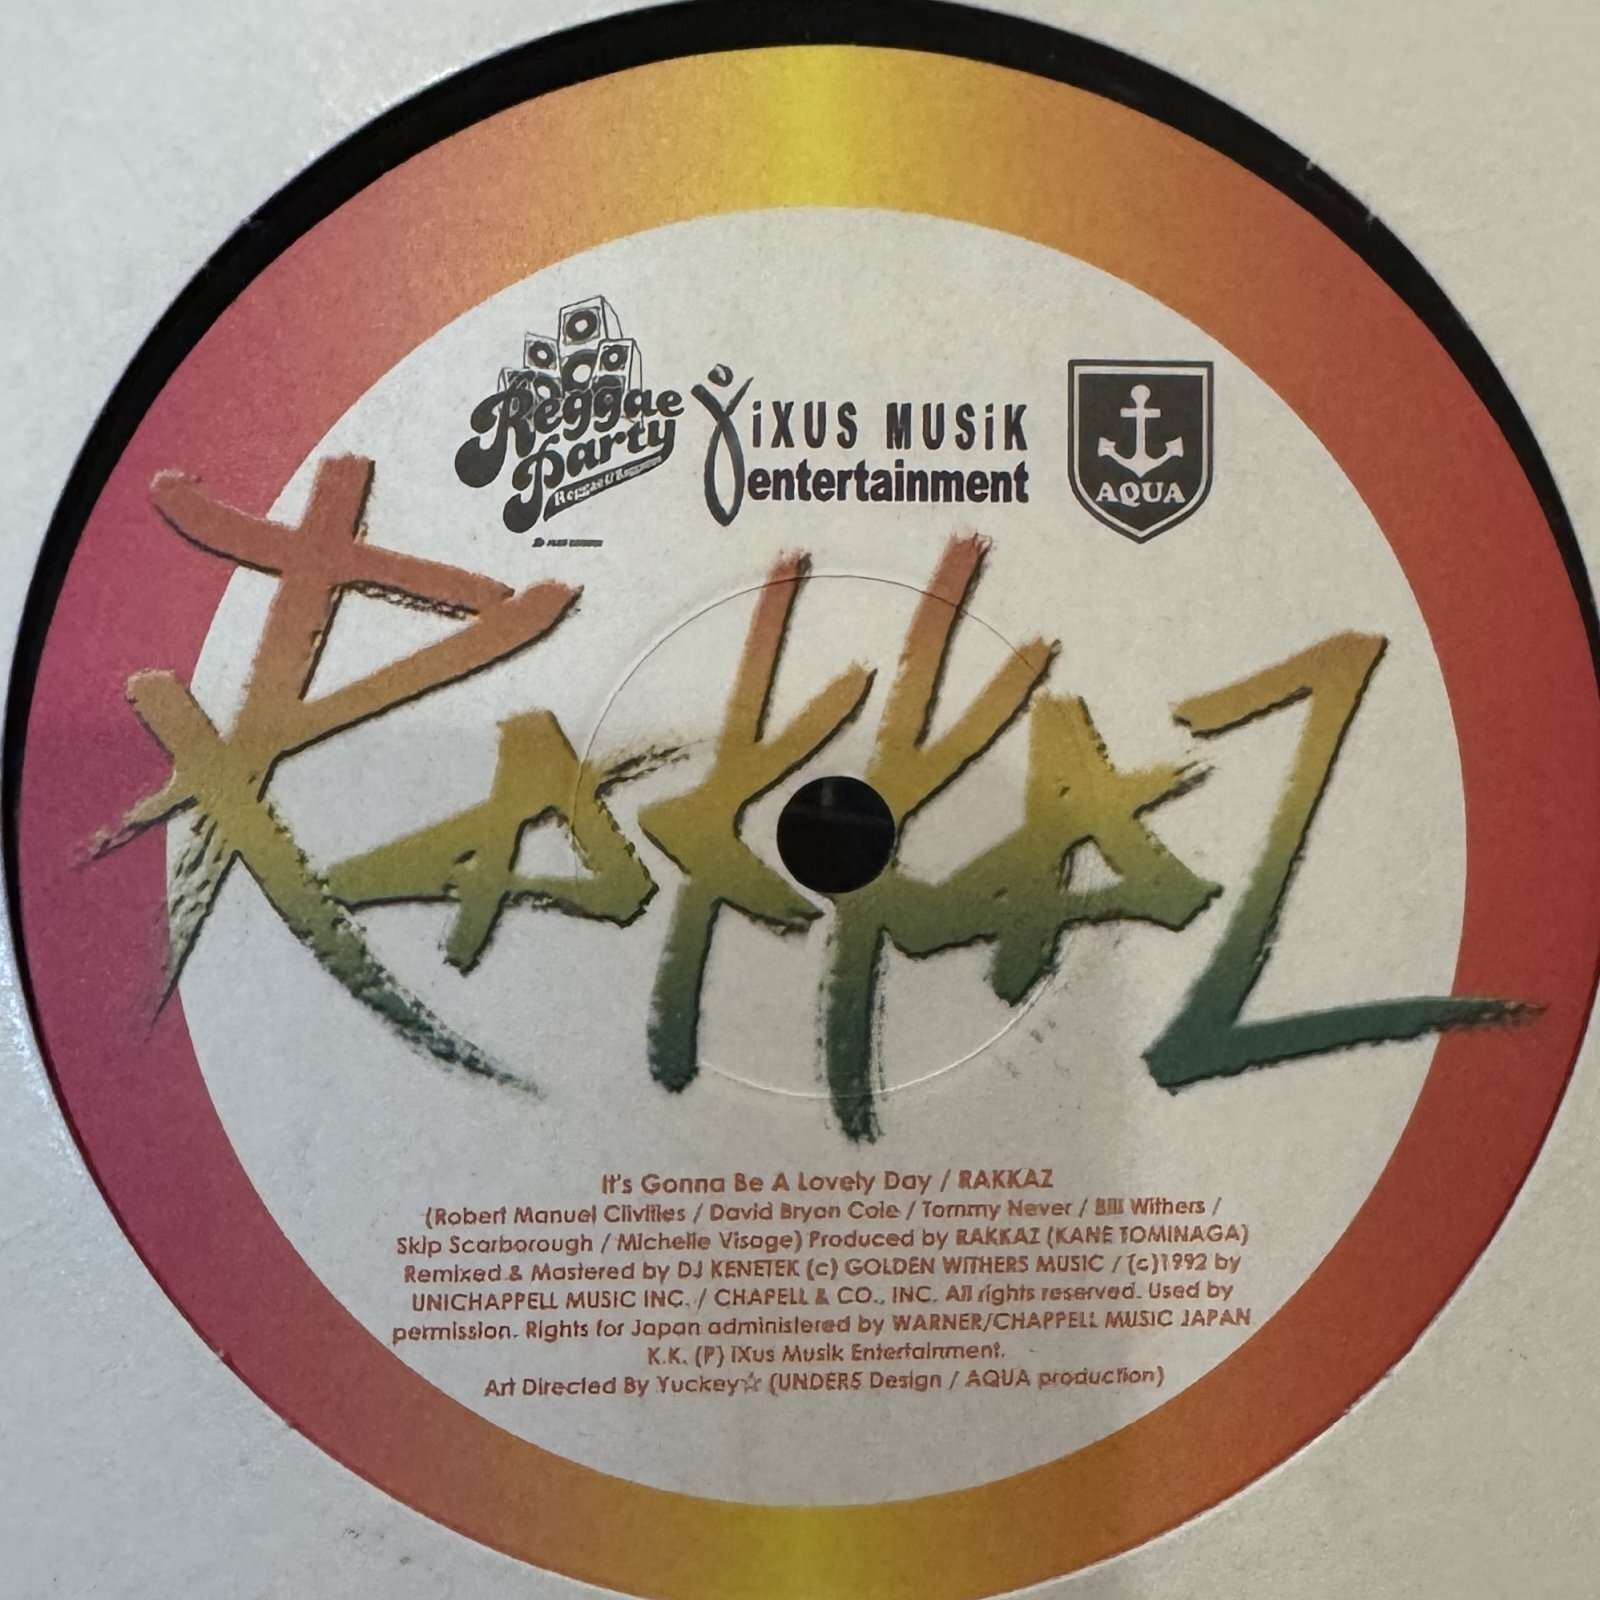 Reggae
Party
Reggae & Reggaeton
iXUS MUSiK
entertainment
AQUA
RAKKAZ
It's Gonna Be A Lovely Day / RAKKAZ
(Robert Manuel Clivilles / David Bryon Cole / Tommy Never / Bill Withers /
Skip Scarborough / Michelle Visage) Produced by RAKKAZ (KANE TOMINAGA)
Remixed & Mastered by DJ KENETEK (c) GOLDEN WITHERS MUSIC / (c)1992 by
UNICHAPPELL MUSIC INC. / CHAPELL & CO., INC. All rights reserved. Used by
permission. Rights for Japan administered by WARNER/CHAPPELL MUSIC JAPAN
K.K. (P) iXus Musik Entertainment.
Art Directed By Yuckey☆ (UNDER5 Design / AQUA production)